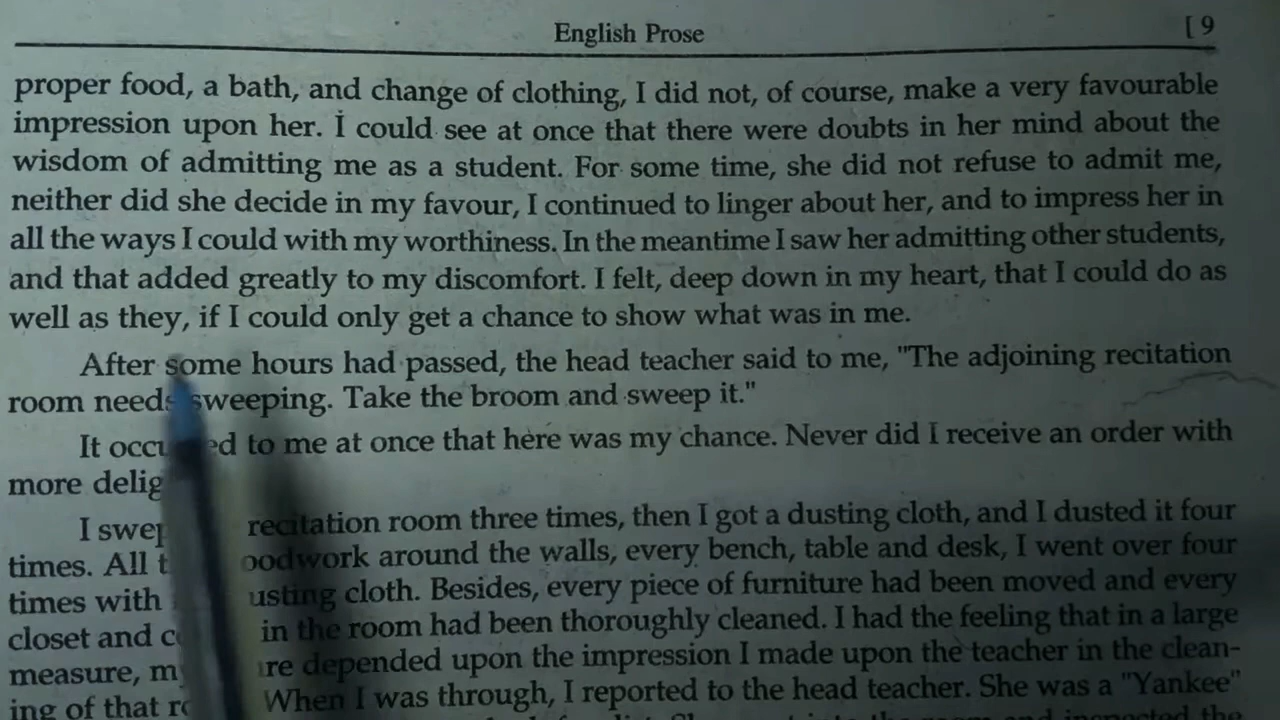 English Prose [ 9
proper food, a bath, and change of clothing, I did not, of course, make a very favourable
impression upon her. I could see at once that there were doubts in her mind about the
wisdom of admitting me as a student. For some time, she did not refuse to admit me,
neither did she decide in my favour, I continued to linger about her, and to impress her in
all the ways I could with my worthiness. In the meantime I saw her admitting other students,
and that added greatly to my discomfort. I felt, deep down in my heart, that I could do as
well as they, if I could only get a chance to show what was in me.
After some hours had passed, the head teacher said to me, "The adjoining recitation
room needs sweeping. Take the broom and sweep it."
It to me at once that here was my chance. Never did I receive an order with
more
I recitation room three times, then I got a dusting cloth, and I dusted it four
times. All around the walls, every bench, table and desk, I went over four
times with cloth. Besides, every piece of furniture had been moved and every
closet and in the room had been thoroughly cleaned. I had the feeling that in a large
measure, depended upon the impression I made upon the teacher in the clean-
ing of that When I was through, I reported to the head teacher. She was a "Yankee"